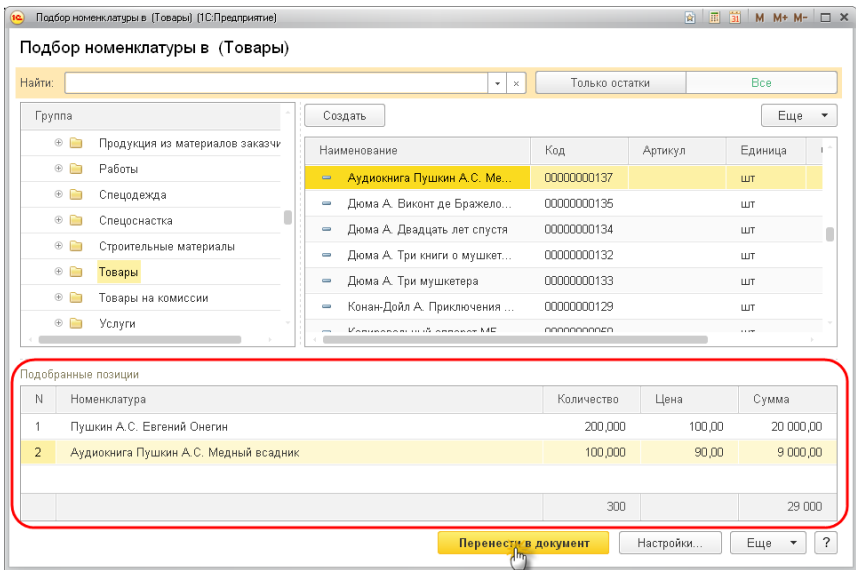 Подбор номенклатуры в (Товары) (1С:Предприятие)
M M+ M-
Подбор номенклатуры в (Товары)
Найти: Только остатки Все
Группа
Продукция из материалов заказчи
Работы
Спецодежда
Спецоснастка
Строительные материалы
Товары
Товары на комиссии
Услуги
Создать Еще
Наименование Код Артикул Единица
Аудиокнига Пушкин А.С. Ме... 00000000137 шт
Дюма А. Виконт де Бражело... 00000000135 шт
Дюма А. Двадцать лет спустя 00000000134 шт
Дюма А. Три книги о мушкет... 00000000132 шт
Дюма А. Три мушкетера 00000000133 шт
Конан-Дойл А. Приключения ... 00000000129 шт
Подобранные позиции
N Номенклатура Количество Цена Сумма
1 Пушкин А.С. Евгений Онегин 200,000 100,00 20 000,00
2 Аудиокнига Пушкин А.С. Медный всадник 100,000 90,00 9 000,00
300 29 000
Перенести в документ Настройки... Еще ?